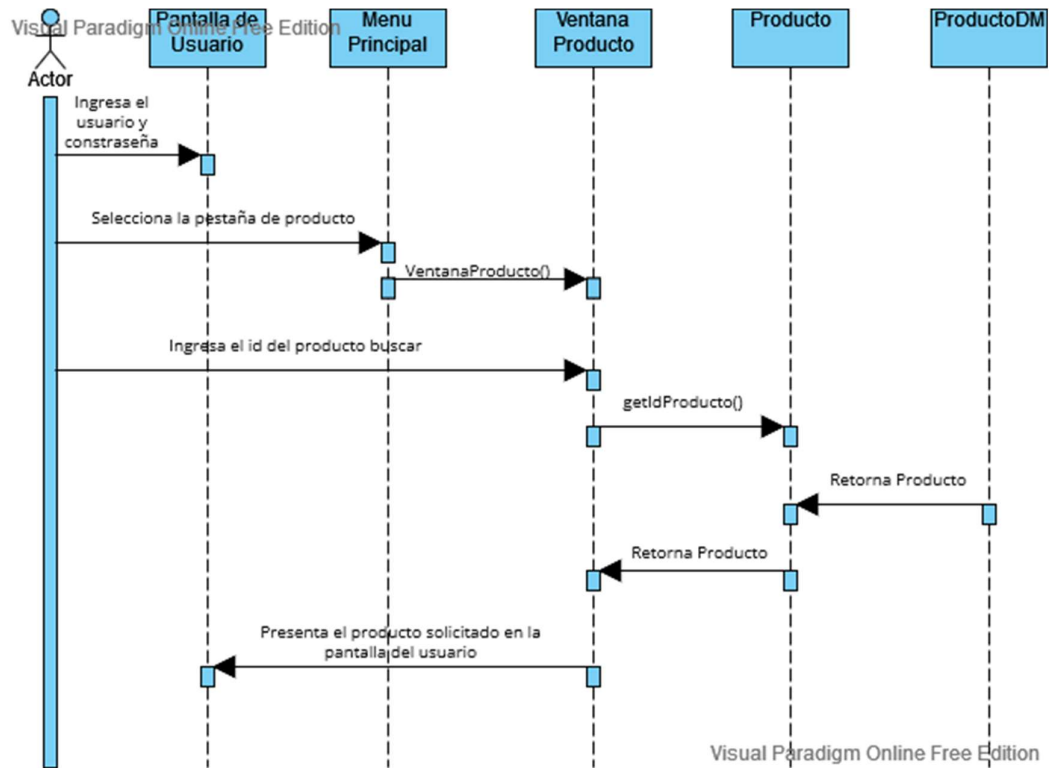 Visual Paradigm Online Free Edition
Actor
Pantalla de
Usuario
Menu
Principal
Ventana
Producto
Producto
ProductoDM
Ingresa el
usuario y
constraseña
Selecciona la pestaña de producto
VentanaProducto()
Ingresa el id del producto buscar
getIdProducto()
Retorna Producto
Retorna Producto
Presenta el producto solicitado en la
pantalla del usuario
Visual Paradigm Online Free Edition